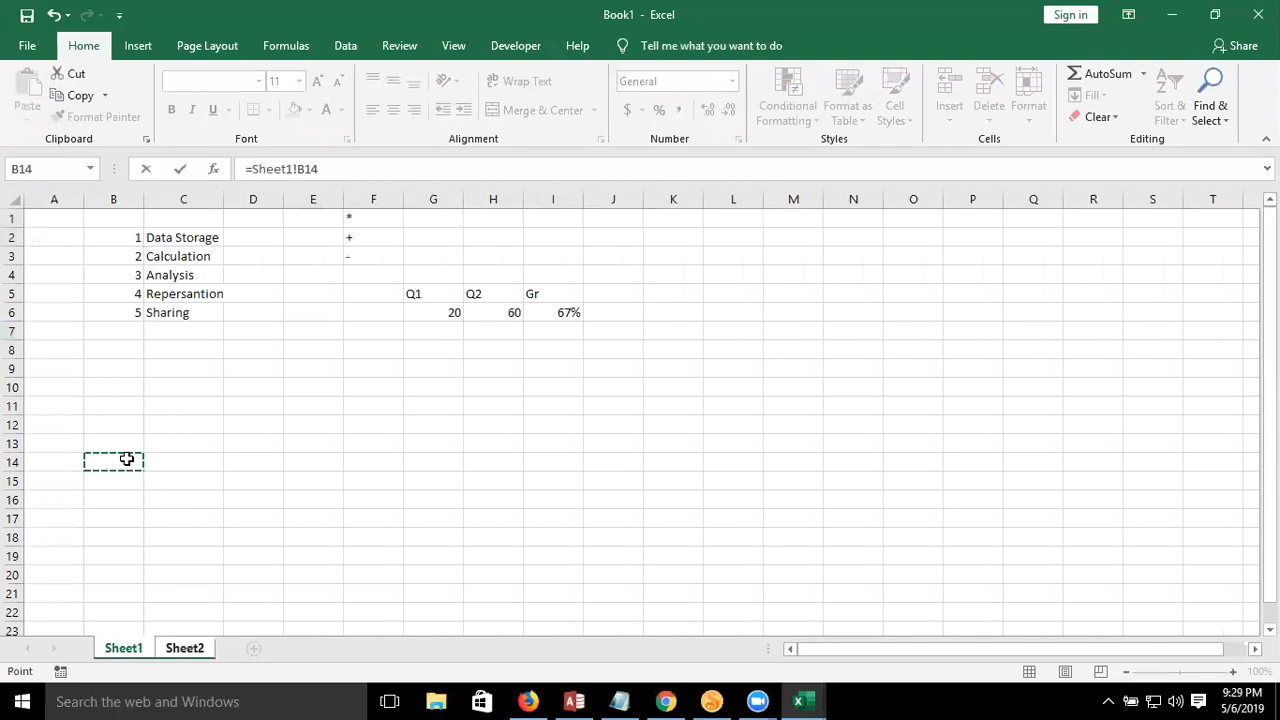 Book1 - Excel
Sign in
File Home Insert Page Layout Formulas Data Review View Developer Help Tell me what you want to do Share
Paste
Cut
Copy
Format Painter
Clipboard
11
A A
B I U A
Font
ab Wrap Text
Merge & Center
Alignment
General
$ % ,
Number
Conditional Formatting
Format as Table
Cell Styles
Styles
Insert Delete Format
Cells
AutoSum
Fill
Clear
Sort & Filter
Find & Select
Editing
B14 fx =Sheet1!B14
A B C D E F G H I J K L M N O P Q R S T
1 *
2 1 Data Storage +
3 2 Calculation -
4 3 Analysis
5 4 Repersantion Q1 Q2 Gr
6 5 Sharing 20 60 67%
7
8
9
10
11
12
13
14
15
16
17
18
19
20
21
22
23
Sheet1 Sheet2
Point 100%
Search the web and Windows
9:29 PM
5/6/2019